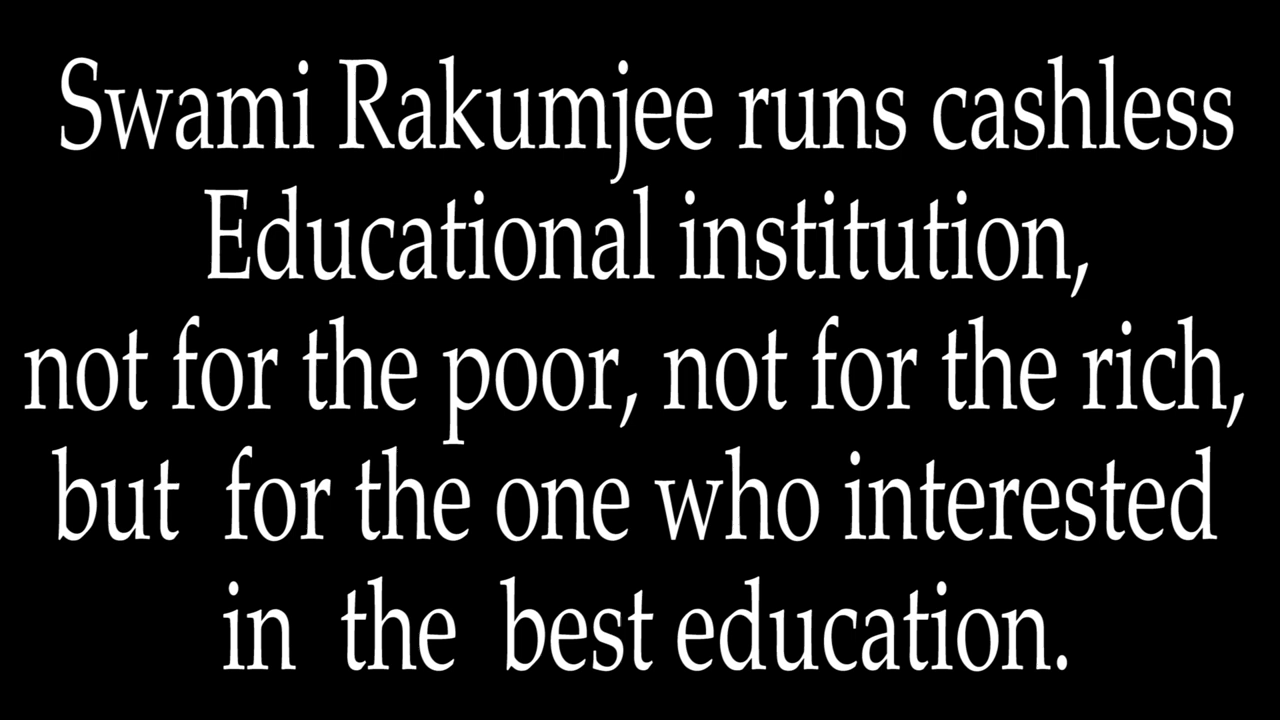 Swami Rakumjee runs cashless
Educational institution,
not for the poor, not for the rich,
but for the one who interested
in the best education.